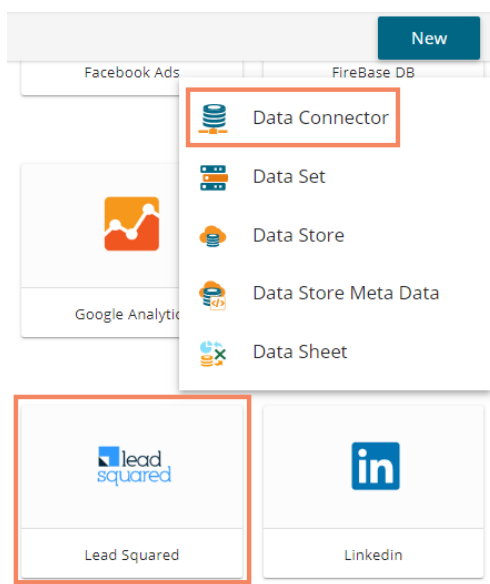 New
Facebook Ads
FireBase DB
Data Connector
Data Set
Data Store
Data Store Meta Data
Data Sheet
Google Analytic
lead
squared
in
Lead Squared
Linkedin